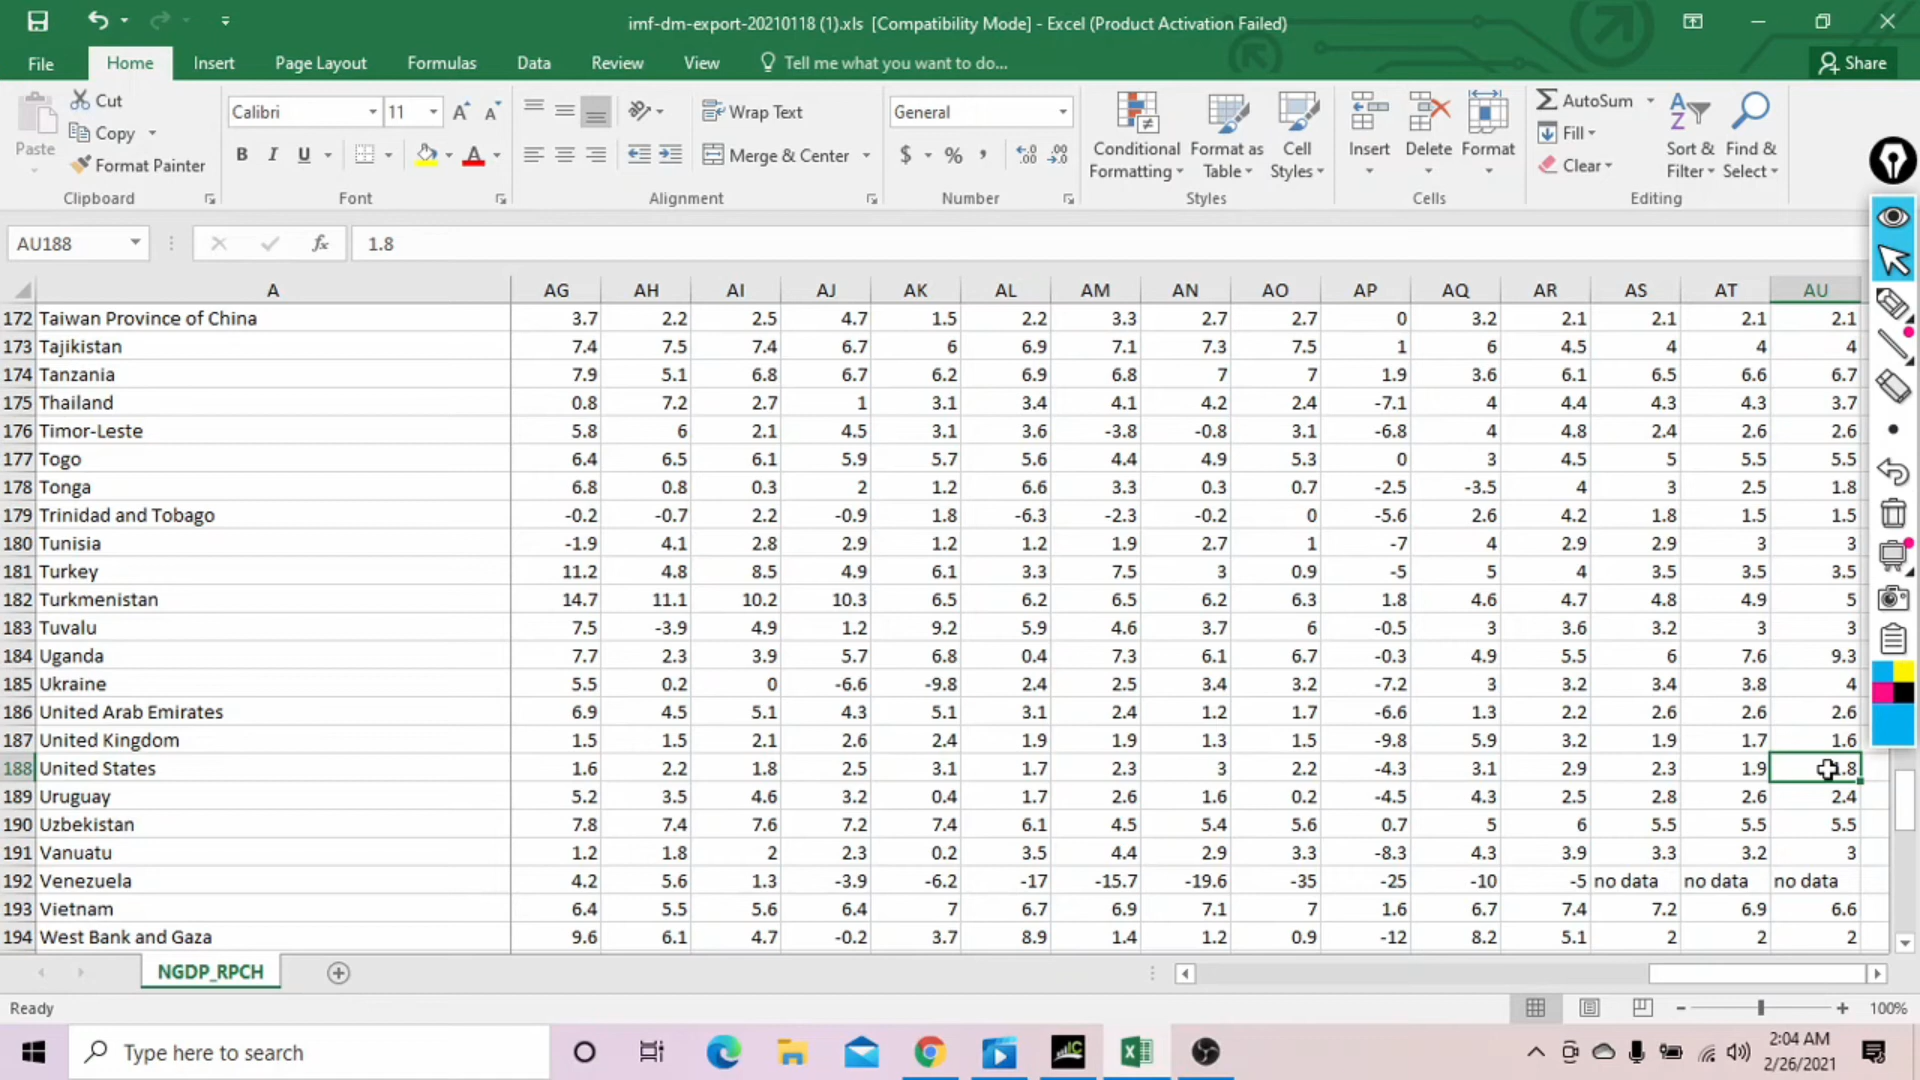 imf-dm-export-20210118 (1).xls [Compatibility Mode] - Excel (Product Activation Failed)
File Home Insert Page Layout Formulas Data Review View Tell me what you want to do... Share
Cut
Copy
Format Painter
Paste
Clipboard
Calibri 11
B I U
Font
Wrap Text
Merge & Center
Alignment
General
$ % ,
Number
Conditional Formatting
Format as Table
Cell Styles
Styles
Insert Delete Format
Cells
AutoSum
Fill
Clear
Sort & Filter
Find & Select
Editing
AU188 fx 1.8
A AG AH AI AJ AK AL AM AN AO AP AQ AR AS AT AU
172 Taiwan Province of China 3.7 2.2 2.5 4.7 1.5 2.2 3.3 2.7 2.7 0 3.2 2.1 2.1 2.1 2.1
173 Tajikistan 7.4 7.5 7.4 6.7 6 6.9 7.1 7.3 7.5 1 6 4.5 4 4 4
174 Tanzania 7.9 5.1 6.8 6.7 6.2 6.9 6.8 7 7 1.9 3.6 6.1 6.5 6.6 6.7
175 Thailand 0.8 7.2 2.7 1 3.1 3.4 4.1 4.2 2.4 -7.1 4 4.4 4.3 4.3 3.7
176 Timor-Leste 5.8 6 2.1 4.5 3.1 3.6 -3.8 -0.8 3.1 -6.8 4 4.8 2.4 2.6 2.6
177 Togo 6.4 6.5 6.1 5.9 5.7 5.6 4.4 4.9 5.3 0 3 4.5 5 5.5 5.5
178 Tonga 6.8 0.8 0.3 2 1.2 6.6 3.3 0.3 0.7 -2.5 -3.5 4 3 2.5 1.8
179 Trinidad and Tobago -0.2 -0.7 2.2 -0.9 1.8 -6.3 -2.3 -0.2 0 -5.6 2.6 4.2 1.8 1.5 1.5
180 Tunisia -1.9 4.1 2.8 2.9 1.2 1.2 1.9 2.7 1 -7 4 2.9 2.9 3 3
181 Turkey 11.2 4.8 8.5 4.9 6.1 3.3 7.5 3 0.9 -5 5 4 3.5 3.5 3.5
182 Turkmenistan 14.7 11.1 10.2 10.3 6.5 6.2 6.5 6.2 6.3 1.8 4.6 4.7 4.8 4.9 5
183 Tuvalu 7.5 -3.9 4.9 1.2 9.2 5.9 4.6 3.7 6 -0.5 3 3.6 3.2 3 3
184 Uganda 7.7 2.3 3.9 5.7 6.8 0.4 7.3 6.1 6.7 -0.3 4.9 5.5 6 7.6 9.3
185 Ukraine 5.5 0.2 0 -6.6 -9.8 2.4 2.5 3.4 3.2 -7.2 3 3.2 3.4 3.8 4
186 United Arab Emirates 6.9 4.5 5.1 4.3 5.1 3.1 2.4 1.2 1.7 -6.6 1.3 2.2 2.6 2.6 2.6
187 United Kingdom 1.5 1.5 2.1 2.6 2.4 1.9 1.9 1.3 1.5 -9.8 5.9 3.2 1.9 1.7 1.6
188 United States 1.6 2.2 1.8 2.5 3.1 1.7 2.3 3 2.2 -4.3 3.1 2.9 2.3 1.9 1.8
189 Uruguay 5.2 3.5 4.6 3.2 0.4 1.7 2.6 1.6 0.2 -4.5 4.3 2.5 2.8 2.6 2.4
190 Uzbekistan 7.8 7.4 7.6 7.2 7.4 6.1 4.5 5.4 5.6 0.7 5 6 5.5 5.5 5.5
191 Vanuatu 1.2 1.8 2 2.3 0.2 3.5 4.4 2.9 3.3 -8.3 4.3 3.9 3.3 3.2 3
192 Venezuela 4.2 5.6 1.3 -3.9 -6.2 -17 -15.7 -19.6 -35 -25 -10 -5 no data no data no data
193 Vietnam 6.4 5.5 5.6 6.4 7 6.7 6.9 7.1 7 1.6 6.7 7.4 7.2 6.9 6.6
194 West Bank and Gaza 9.6 6.1 4.7 -0.2 3.7 8.9 1.4 1.2 0.9 -12 8.2 5.1 2 2 2
NGDP_RPCH
Ready 100%
Type here to search
2:04 AM
2/26/2021